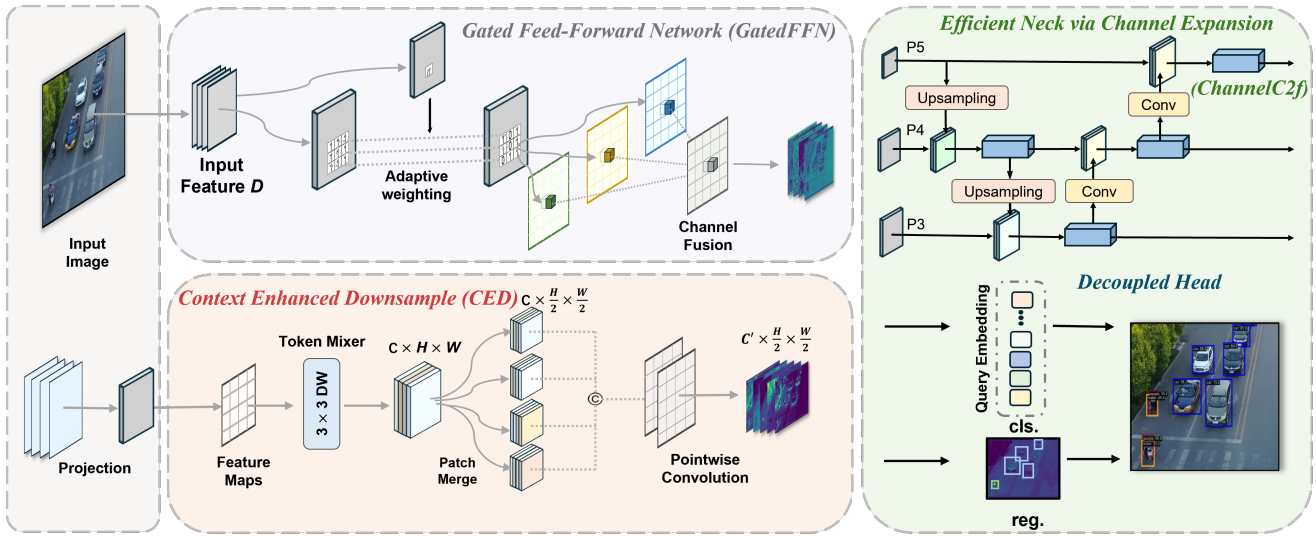 Gated Feed-Forward Network (GatedFFN)
Input
Image
Input
Feature D
Adaptive
weighting
Channel
Fusion
Context Enhanced Downsample (CED)
C × H/2 × W/2
Projection
Feature
Maps
Token Mixer
3 × 3 DW
C × H × W
Patch
Merge
©
Pointwise
Convolution
C′ × H/2 × W/2
Efficient Neck via Channel Expansion
P5
(ChannelC2f)
Upsampling
Conv
P4
Upsampling
Conv
P3
Decoupled Head
Query Embedding
cls.
reg.